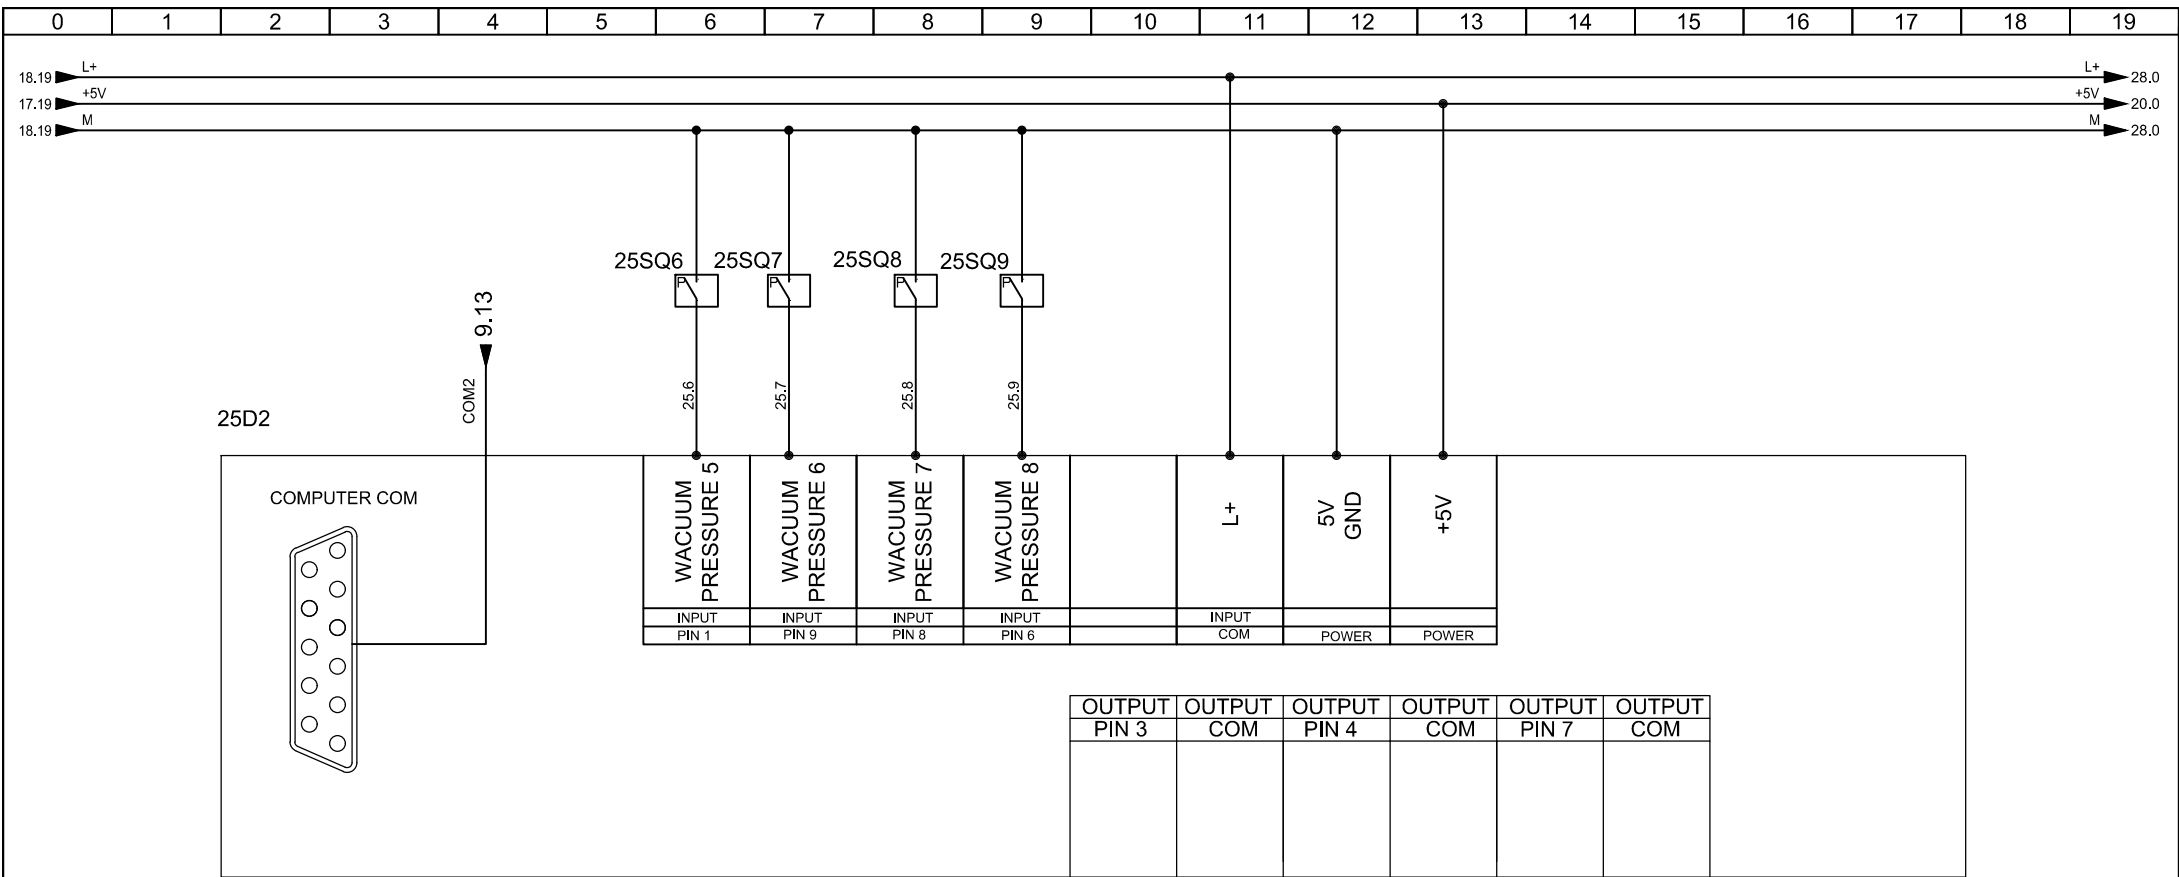 0 1 2 3 4 5 6 7 8 9 10 11 12 13 14 15 16 17 18 19
18.19 L+ L+ 28.0
17.19 +5V +5V 20.0
18.19 M M 28.0
25SQ6 25SQ7 25SQ8 25SQ9
P P P P
9.13
COM2
25.6 25.7 25.8 25.9
25D2
COMPUTER COM
WACUUM
PRESSURE 5
WACUUM
PRESSURE 6
WACUUM
PRESSURE 7
WACUUM
PRESSURE 8
L+
5V
GND
+5V
INPUT INPUT INPUT INPUT INPUT
PIN 1 PIN 9 PIN 8 PIN 6 COM POWER POWER
OUTPUT OUTPUT OUTPUT OUTPUT OUTPUT OUTPUT
PIN 3 COM PIN 4 COM PIN 7 COM